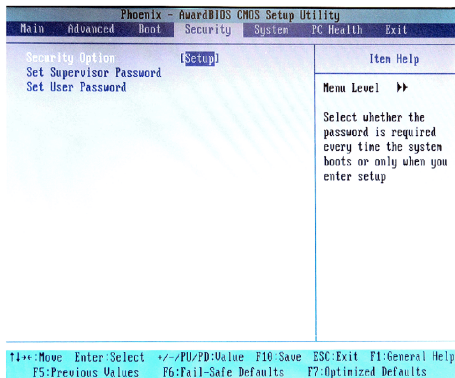 Phoenix - AwardBIOS CMOS Setup Utility
Main Advanced Boot Security System PC Health Exit
Security Option [Setup]
Set Supervisor Password
Set User Password
Item Help
Menu Level ▸▸
Select whether the
password is required
every time the system
boots or only when you
enter setup
↑↓→←:Move Enter:Select +/-/PU/PD:Value F10:Save ESC:Exit F1:General Help
F5:Previous Values F6:Fail-Safe Defaults F7:Optimized Defaults